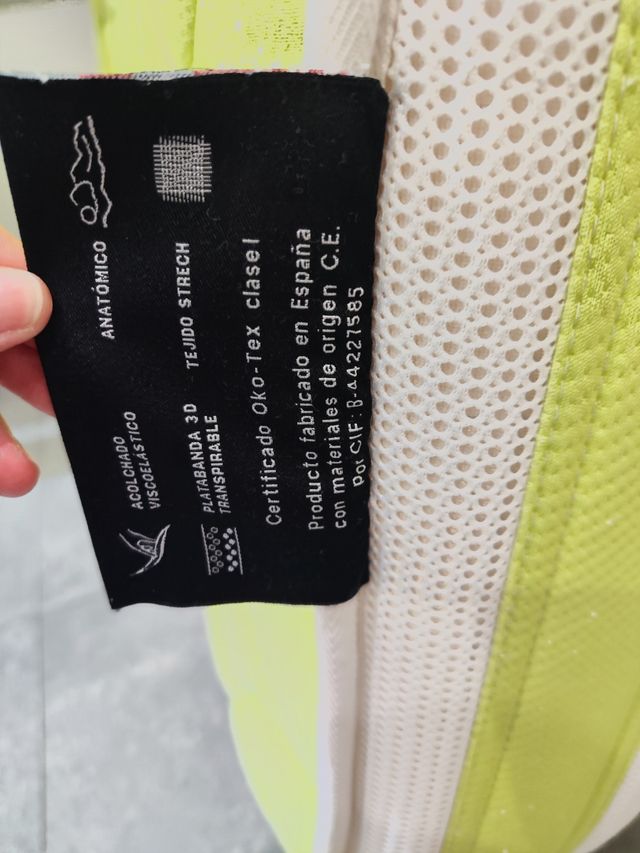 ACOLCHADO
VISCOELÁSTICO
ANATÓMICO
PLATABANDA 3D
TRANSPIRABLE
TEJIDO STRECH
Certificado Oko-Tex clase I
Producto fabricado en España
con materiales de origen C.E.
Por CIF: B-44227585